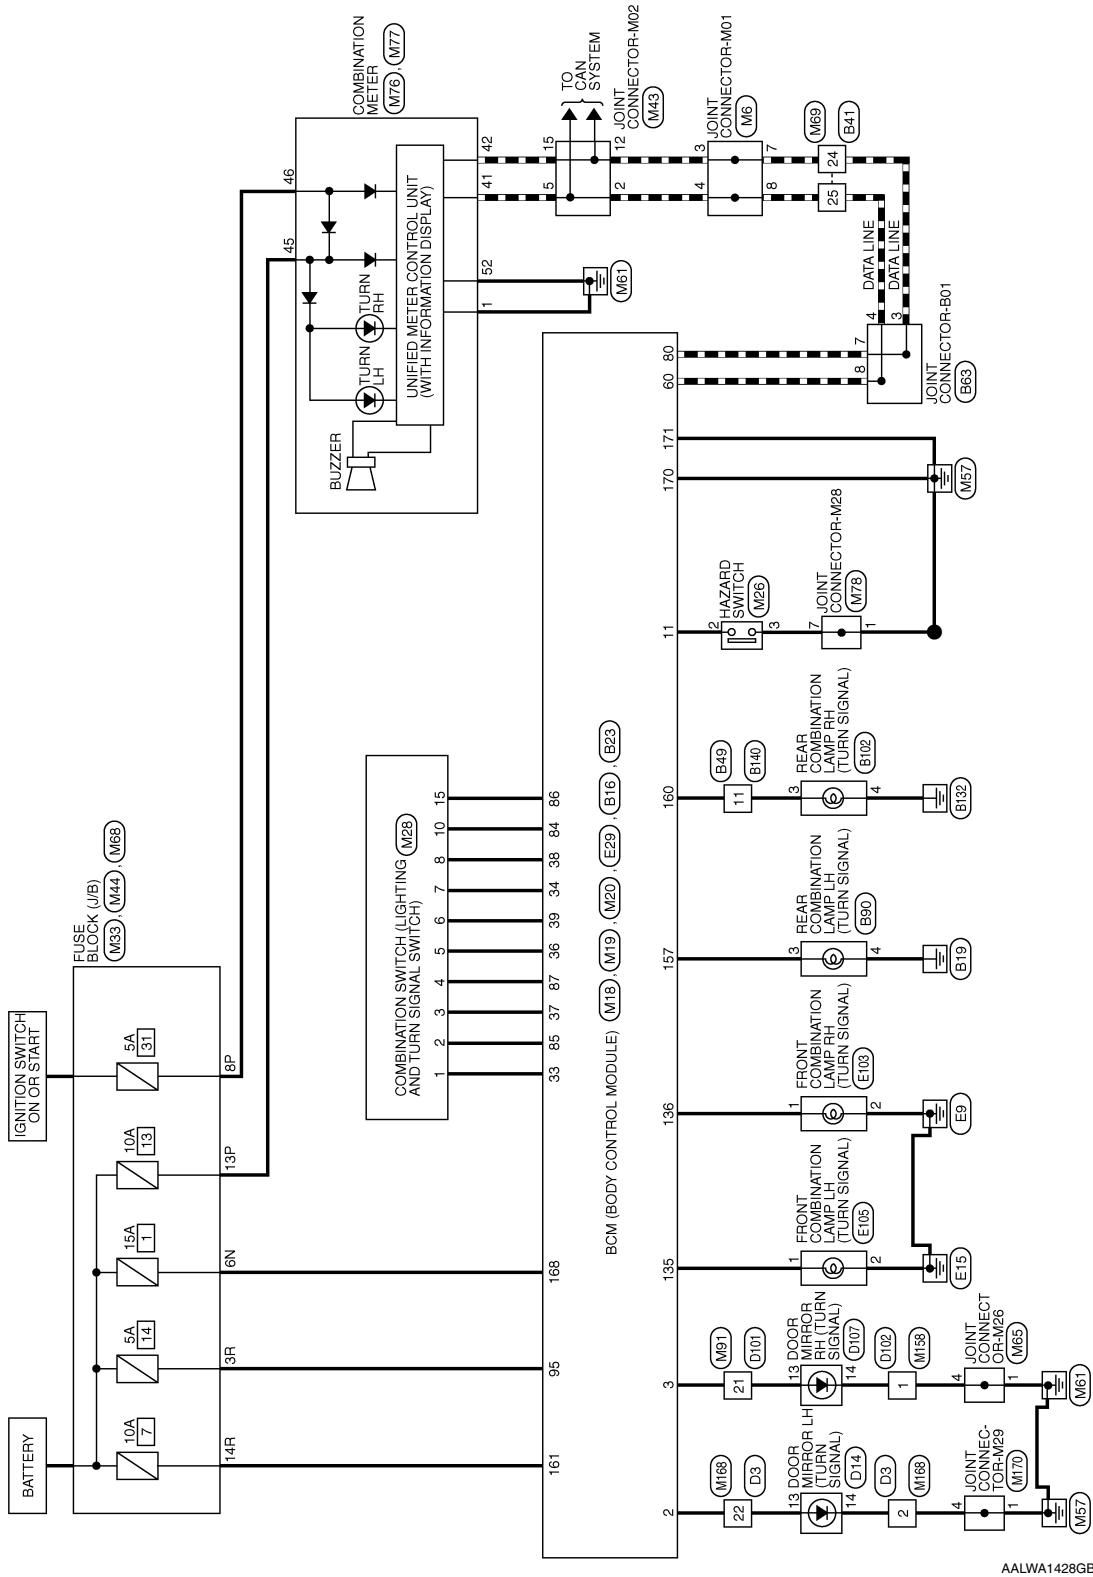 BATTERY
IGNITION SWITCH
ON OR START
10A
7
5A
14
15A
1
10A
13
5A
31
FUSE
BLOCK (J/B)
M33 , M44 , M68
14R
3R
6N
13P
8P
COMBINATION SWITCH (LIGHTING
AND TURN SIGNAL SWITCH)
M28
1 2 3 4 5 6 7 8 10 15
33 85 37 87 36 39 34 38 84 86
161 95 168
BCM (BODY CONTROL MODULE)
M18 , M19 , M20 , E29 , B16 , B23
2 3 135 136 157 160 11 170 171 60 80
COMBINATION
METER
M76 , M77
45 46
BUZZER
TURN
LH
TURN
RH
UNIFIED METER CONTROL UNIT
(WITH INFORMATION DISPLAY)
1 52 41 42
M61
5 15
TO
CAN
SYSTEM
JOINT
CONNECTOR-M02
M43
2 12
4 3
JOINT
CONNECTOR-M01
M6
8 7
25 24
M69
B41
DATA LINE
DATA LINE
4 3
8 7
JOINT
CONNECTOR-B01
B63
M168
22
D3
13
DOOR
MIRROR LH
(TURN
SIGNAL)
D14
14
D3
2
M168
4
JOINT
CONNEC-
TOR-M29
M170
1
M57
M91
21
D101
13
DOOR
MIRROR
RH (TURN
SIGNAL)
D107
14
D102
1
M158
4
JOINT
CONNECT
OR-M26
M65
1
M61
1
FRONT
COMBINATION
LAMP LH
(TURN SIGNAL)
E105
2
E15
1
FRONT
COMBINATION
LAMP RH
(TURN SIGNAL)
E103
2
E9
3
REAR
COMBINATION
LAMP LH
(TURN SIGNAL)
B90
4
B19
B49
11
B140
3
REAR
COMBINATION
LAMP RH
(TURN SIGNAL)
B102
4
B132
2
HAZARD
SWITCH
M26
3
7
JOINT
CONNECTOR-M28
M78
1
M57
AALWA1428GB